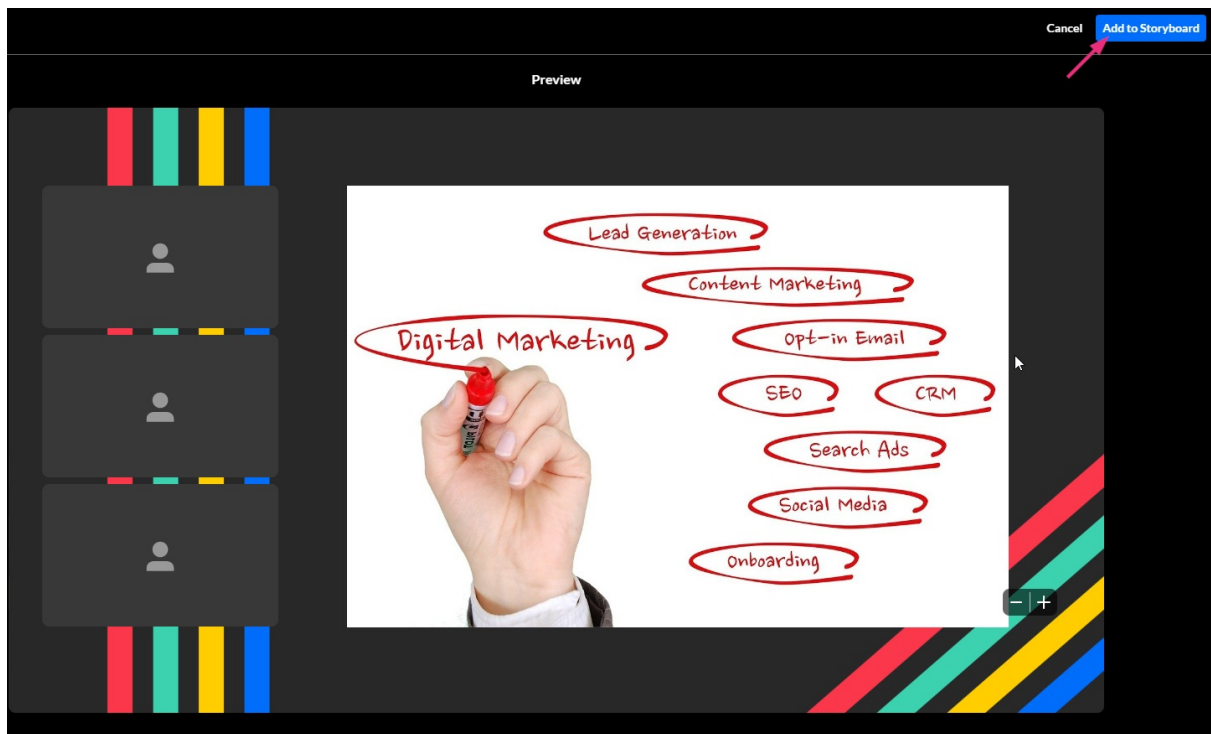 Cancel
Add to Storyboard
Preview
Lead Generation
Content Marketing
Digital Marketing
Opt-in Email
SEO
CRM
Search Ads
Social Media
Onboarding